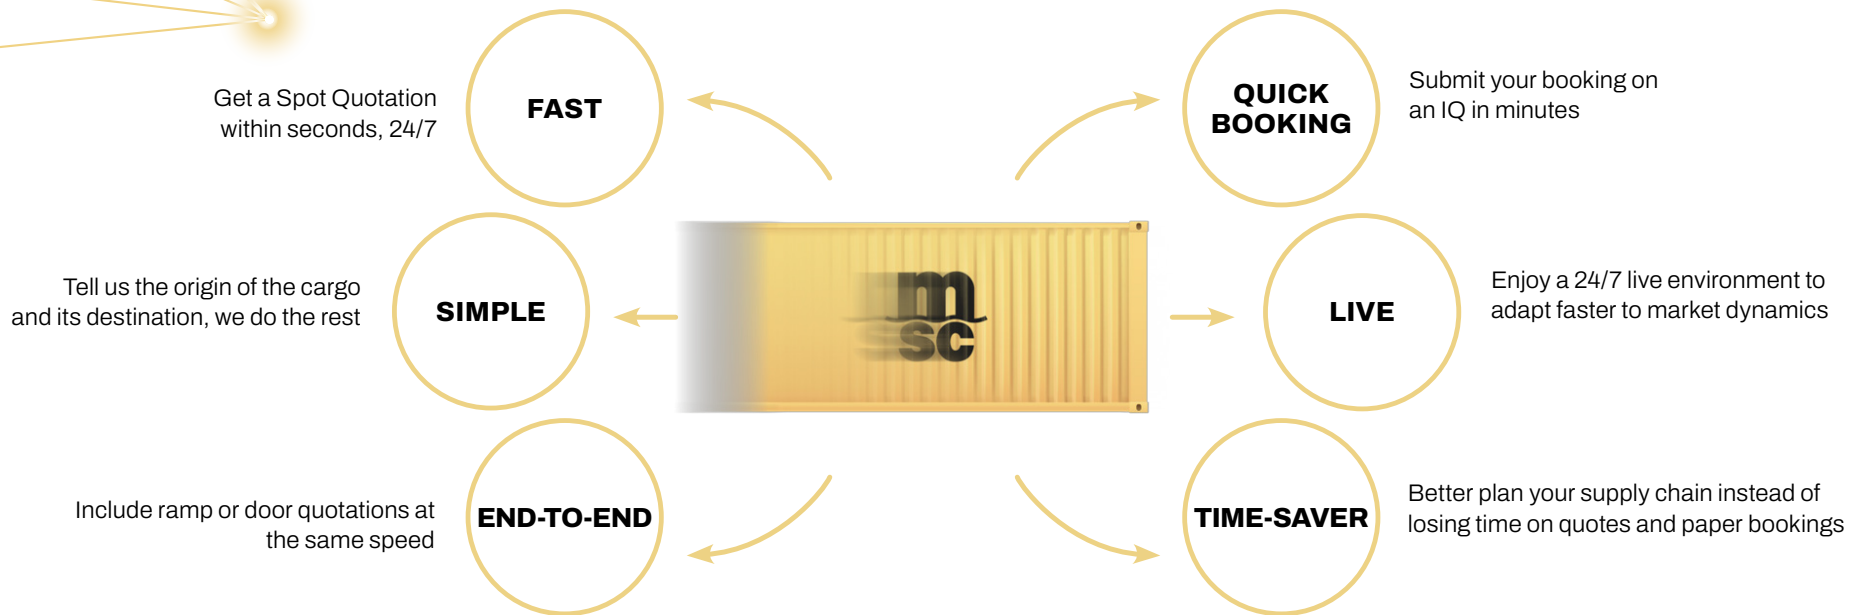 Get a Spot Quotation
within seconds, 24/7
FAST
Tell us the origin of the cargo
and its destination, we do the rest
SIMPLE
Include ramp or door quotations at
the same speed
END-TO-END
m
sc
QUICK
BOOKING
Submit your booking on
an IQ in minutes
LIVE
Enjoy a 24/7 live environment to
adapt faster to market dynamics
TIME-SAVER
Better plan your supply chain instead of
losing time on quotes and paper bookings